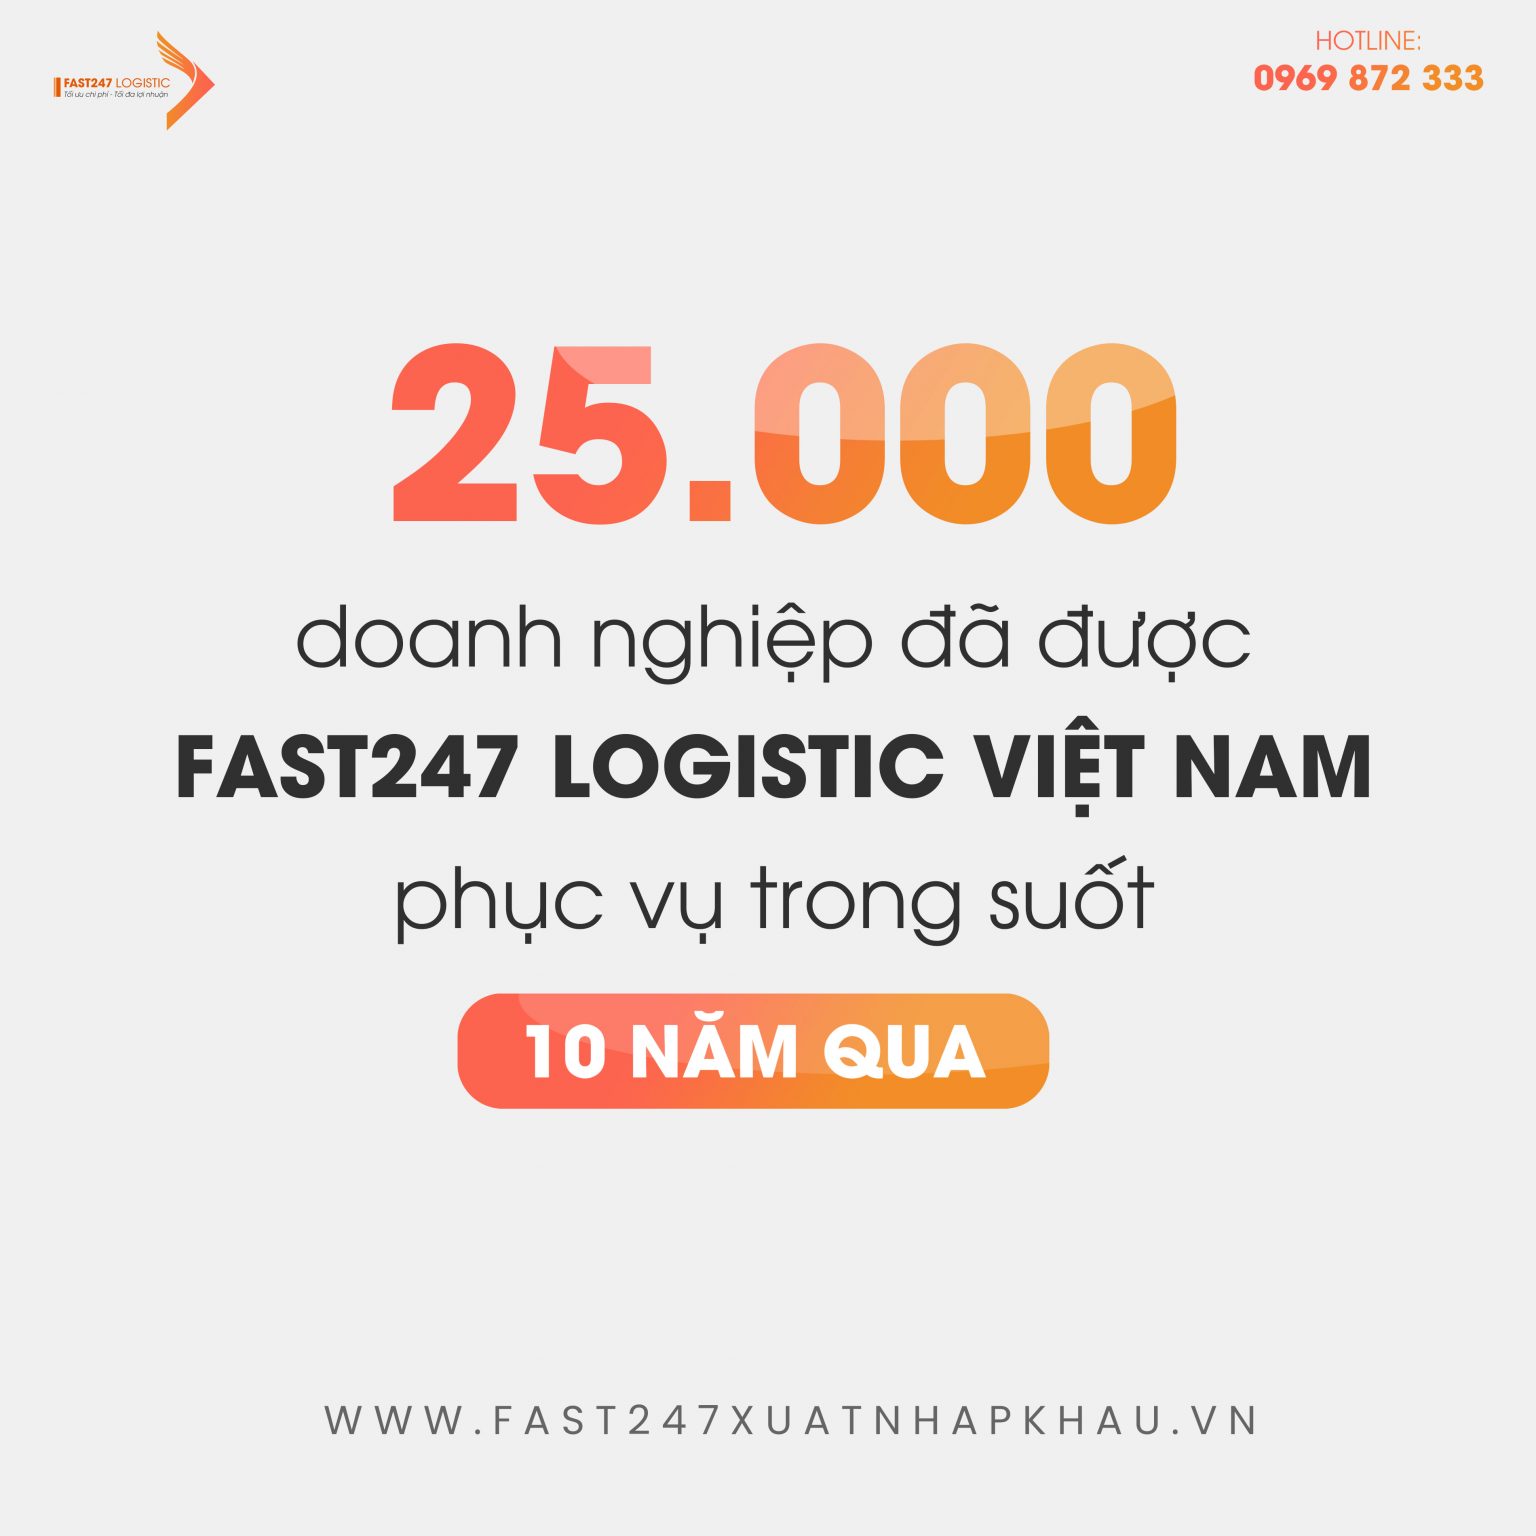 FAST247 LOGISTIC
Tối ưu chi phí - Tối đa lợi nhuận
HOTLINE:
0969 872 333
25.000
doanh nghiệp đã được
FAST247 LOGISTIC VIỆT NAM
phục vụ trong suốt
10 NĂM QUA
WWW.FAST247XUATNHAPKHAU.VN